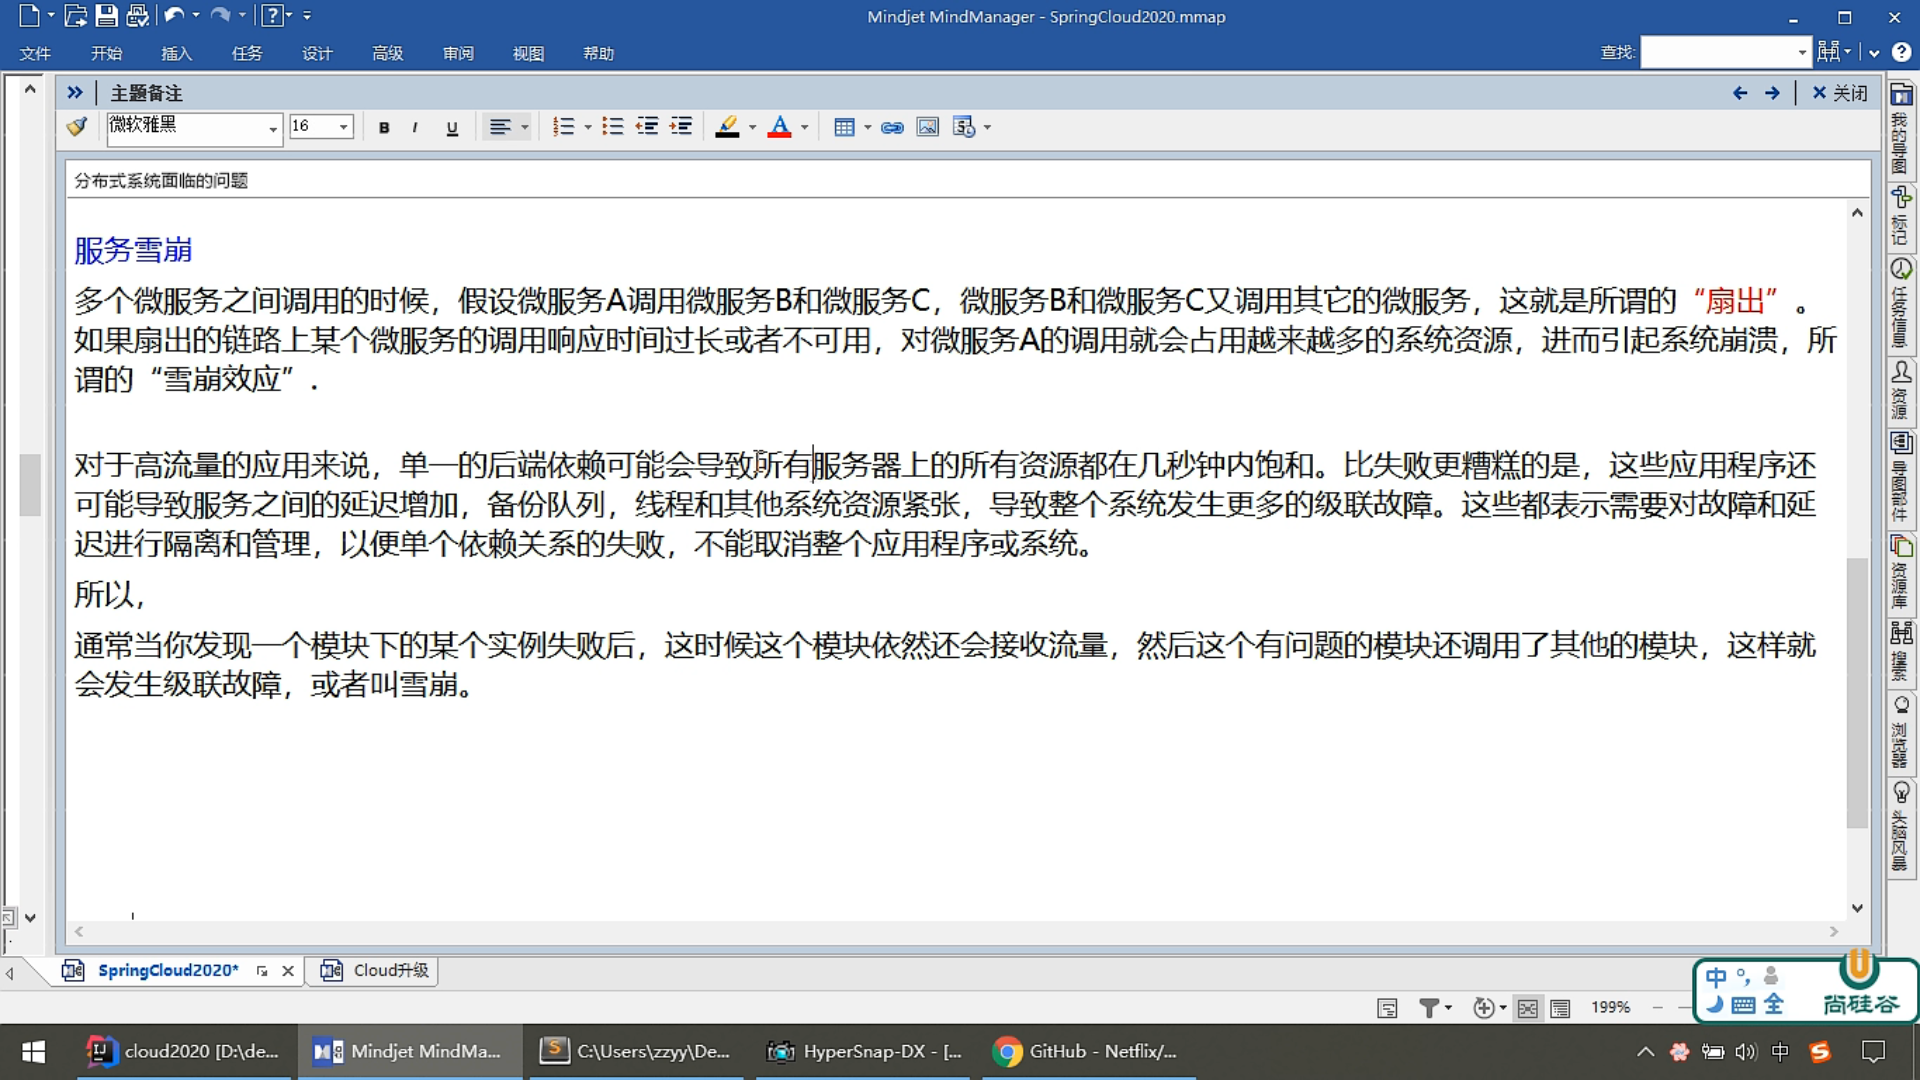 Mindjet MindManager - SpringCloud2020.mmap
文件 开始 插入 任务 设计 高级 审阅 视图 帮助 查找:
主题备注 关闭
微软雅黑 16 B I U
分布式系统面临的问题
服务雪崩
多个微服务之间调用的时候，假设微服务A调用微服务B和微服务C，微服务B和微服务C又调用其它的微服务，这就是所谓的“扇出”。
如果扇出的链路上某个微服务的调用响应时间过长或者不可用，对微服务A的调用就会占用越来越多的系统资源，进而引起系统崩溃，所
谓的“雪崩效应”.
对于高流量的应用来说，单一的后端依赖可能会导致所有服务器上的所有资源都在几秒钟内饱和。比失败更糟糕的是，这些应用程序还
可能导致服务之间的延迟增加，备份队列，线程和其他系统资源紧张，导致整个系统发生更多的级联故障。这些都表示需要对故障和延
迟进行隔离和管理，以便单个依赖关系的失败，不能取消整个应用程序或系统。
所以，
通常当你发现一个模块下的某个实例失败后，这时候这个模块依然还会接收流量，然后这个有问题的模块还调用了其他的模块，这样就
会发生级联故障，或者叫雪崩。
我的导图
标记
任务信息
资源
导图部件
资源库
搜索
浏览器
头脑风暴
SpringCloud2020* Cloud升级
199%
中 全 尚硅谷
cloud2020 [D:\de... Mindjet MindMa... C:\Users\zzyy\De... HyperSnap-DX - [... GitHub - Netflix/... 中